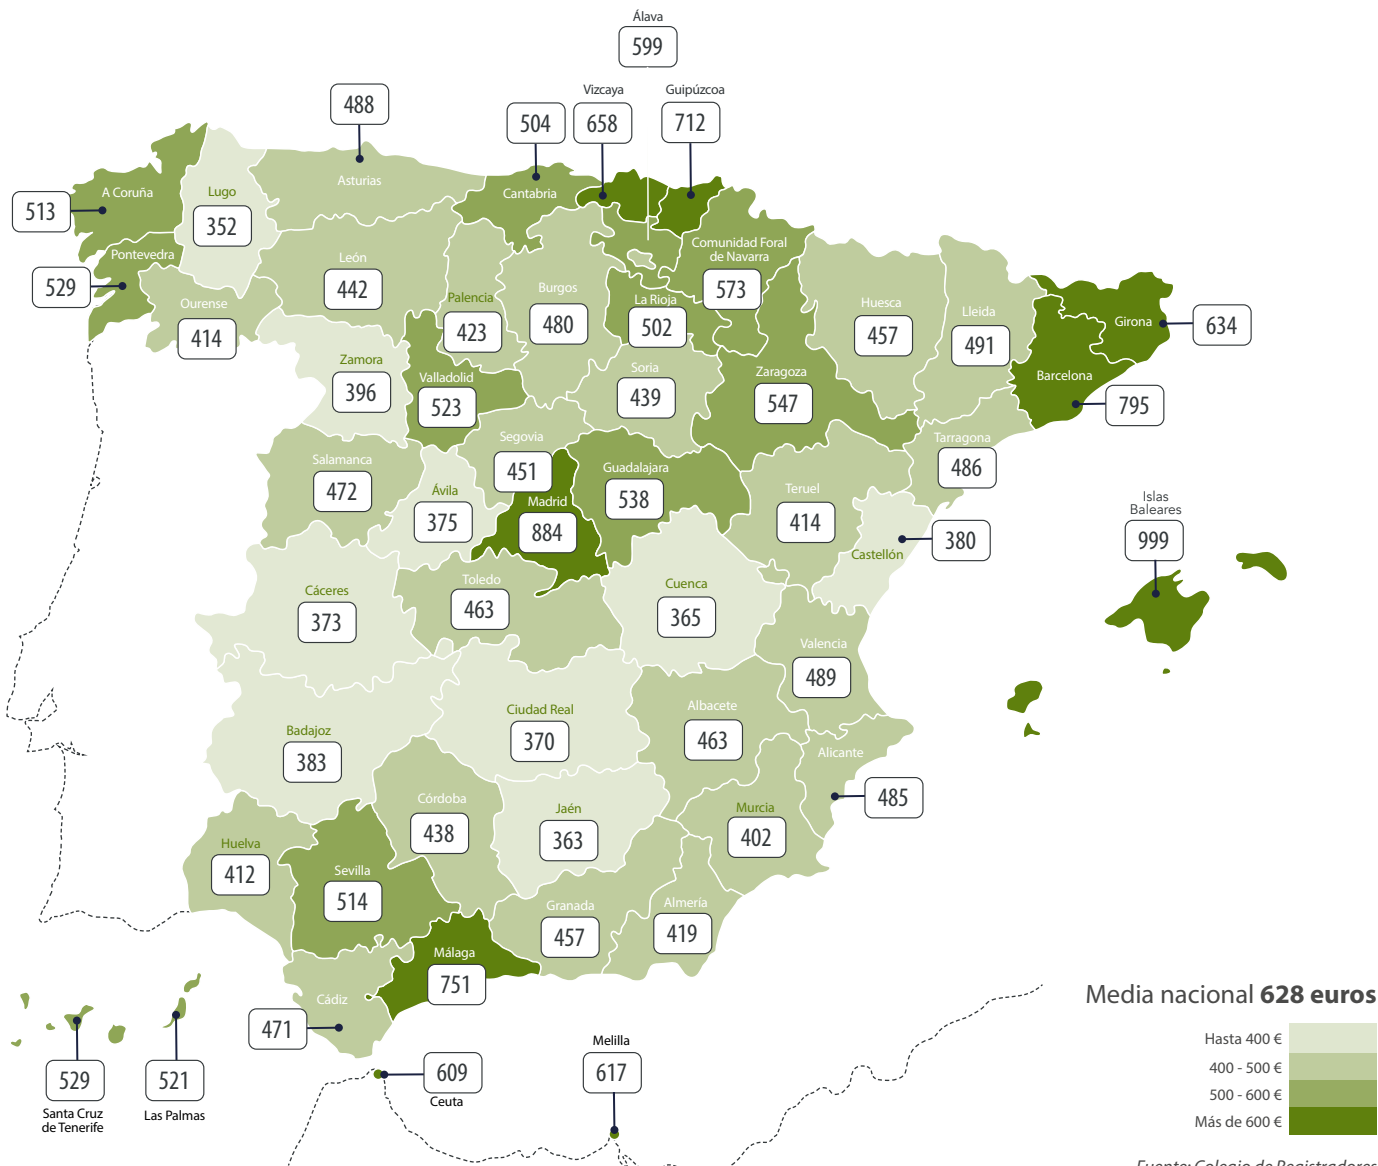 Álava
599
488
504
Vizcaya
658
Guipúzcoa
712
A Coruña
513
Lugo
352
Asturias
Cantabria
Pontevedra
529
Ourense
414
León
442
Palencia
423
Burgos
480
La Rioja
502
Comunidad Foral
de Navarra
573
Huesca
457
Lleida
491
Girona
634
Barcelona
795
Zamora
396
Valladolid
523
Soria
439
Zaragoza
547
Tarragona
486
Segovia
451
Salamanca
472
Ávila
375
Madrid
884
Guadalajara
538
Teruel
414
Castellón
380
Islas
Baleares
999
Cáceres
373
Toledo
463
Cuenca
365
Valencia
489
Badajoz
383
Ciudad Real
370
Albacete
463
Alicante
485
Huelva
412
Córdoba
438
Jaén
363
Murcia
402
Sevilla
514
Granada
457
Almería
419
Málaga
751
Cádiz
471
529
Santa Cruz
de Tenerife
521
Las Palmas
609
Ceuta
Melilla
617
Media nacional 628 euros
Hasta 400 €
400 - 500 €
500 - 600 €
Más de 600 €
Fuente: Colegio de Registradores